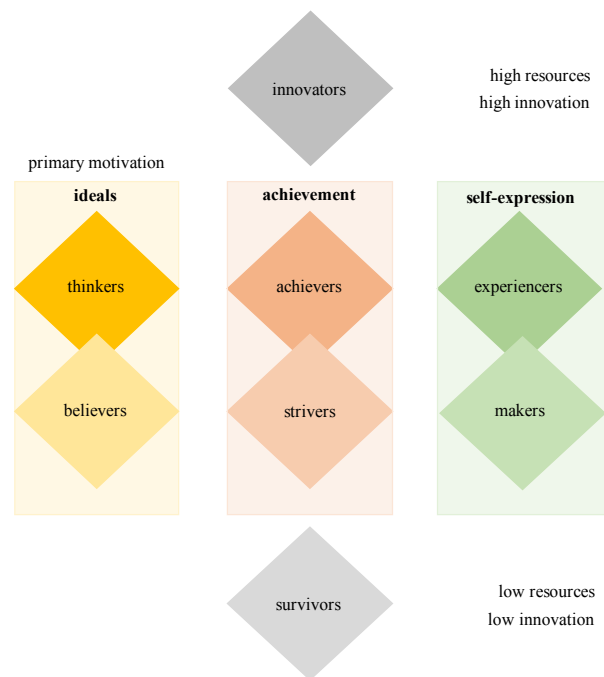 innovators
high resources
high innovation
primary motivation
ideals
achievement
self-expression
thinkers
achievers
experiencers
believers
strivers
makers
survivors
low resources
low innovation